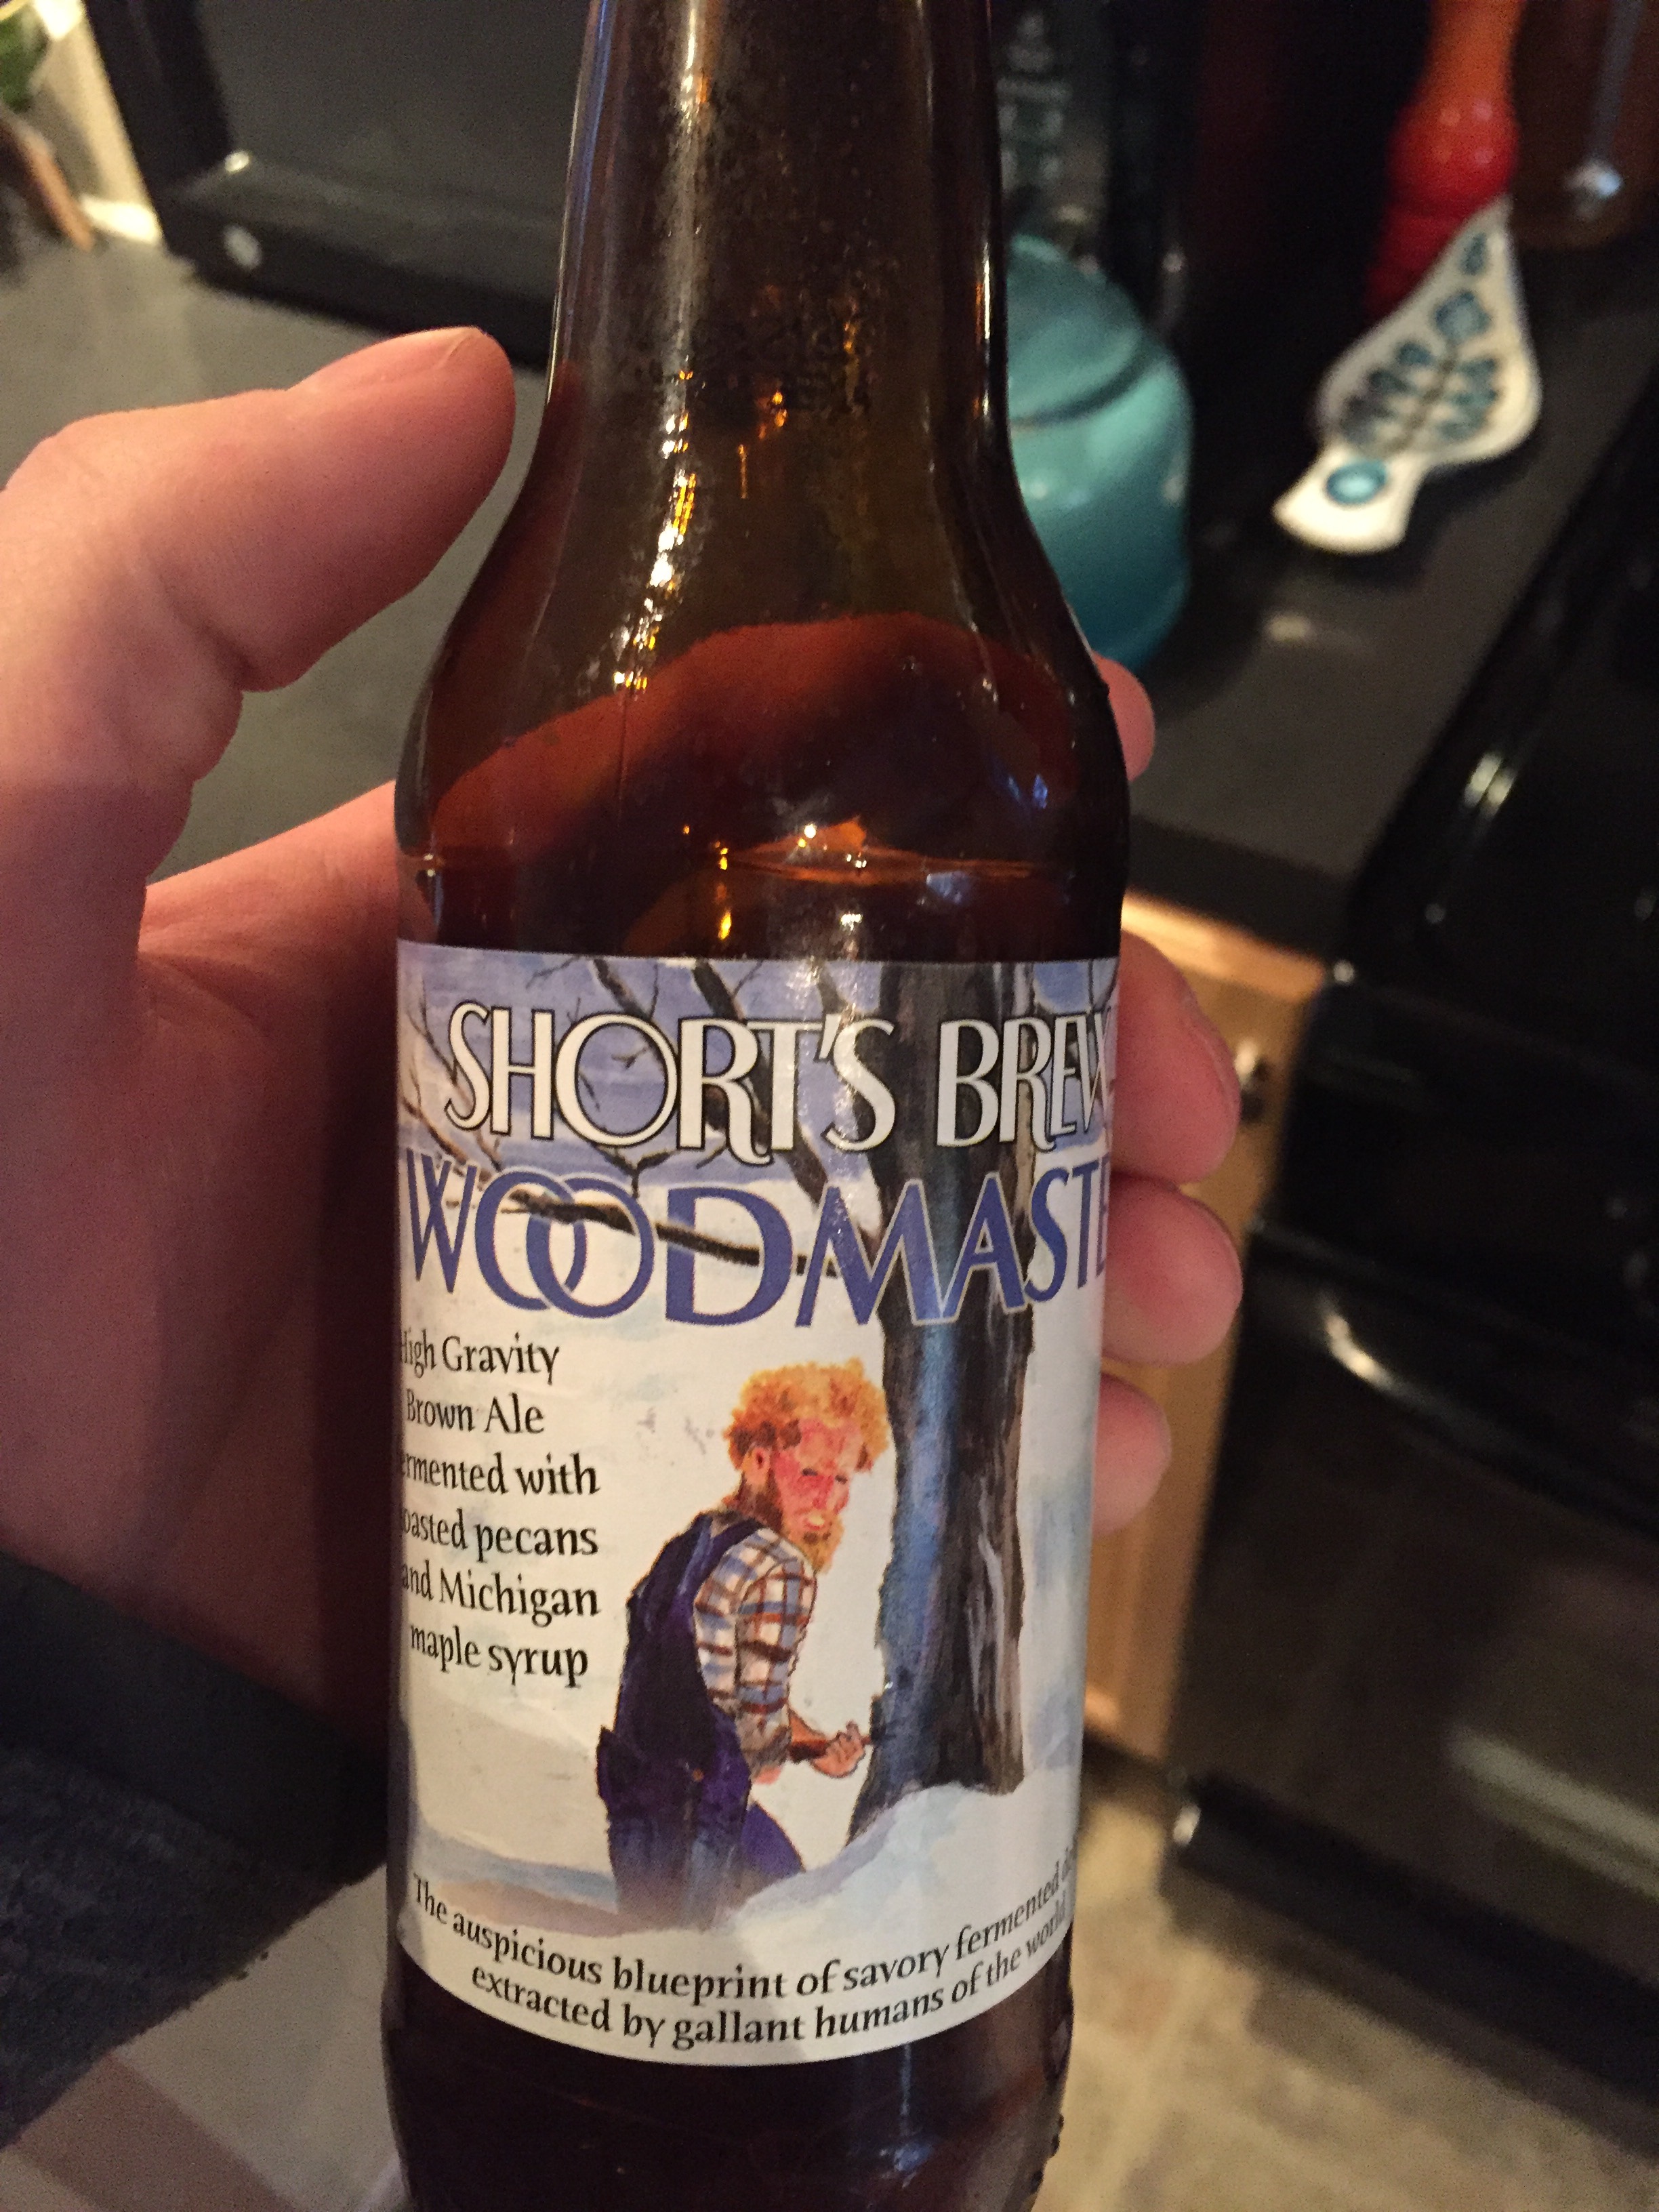 SHORT'S BREW
WOODMASTE
High Gravity
Brown Ale
ermented with
oasted pecans
and Michigan
maple syrup
The auspicious blueprint of savory fermented
extracted by gallant humans of the world